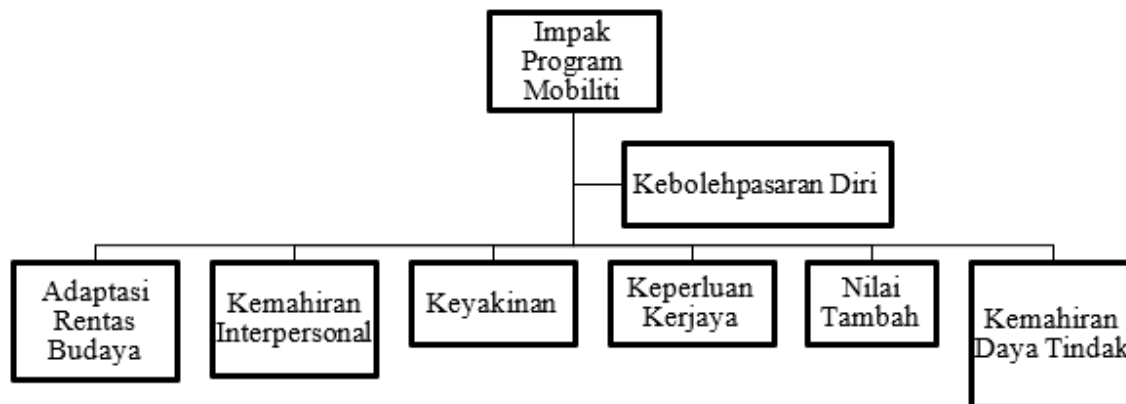 Impak
Program
Mobiliti
Kebolehpasaran Diri
Adaptasi
Rentas
Budaya
Kemahiran
Interpersonal
Keyakinan
Keperluan
Kerjaya
Nilai
Tambah
Kemahiran
Daya Tindak